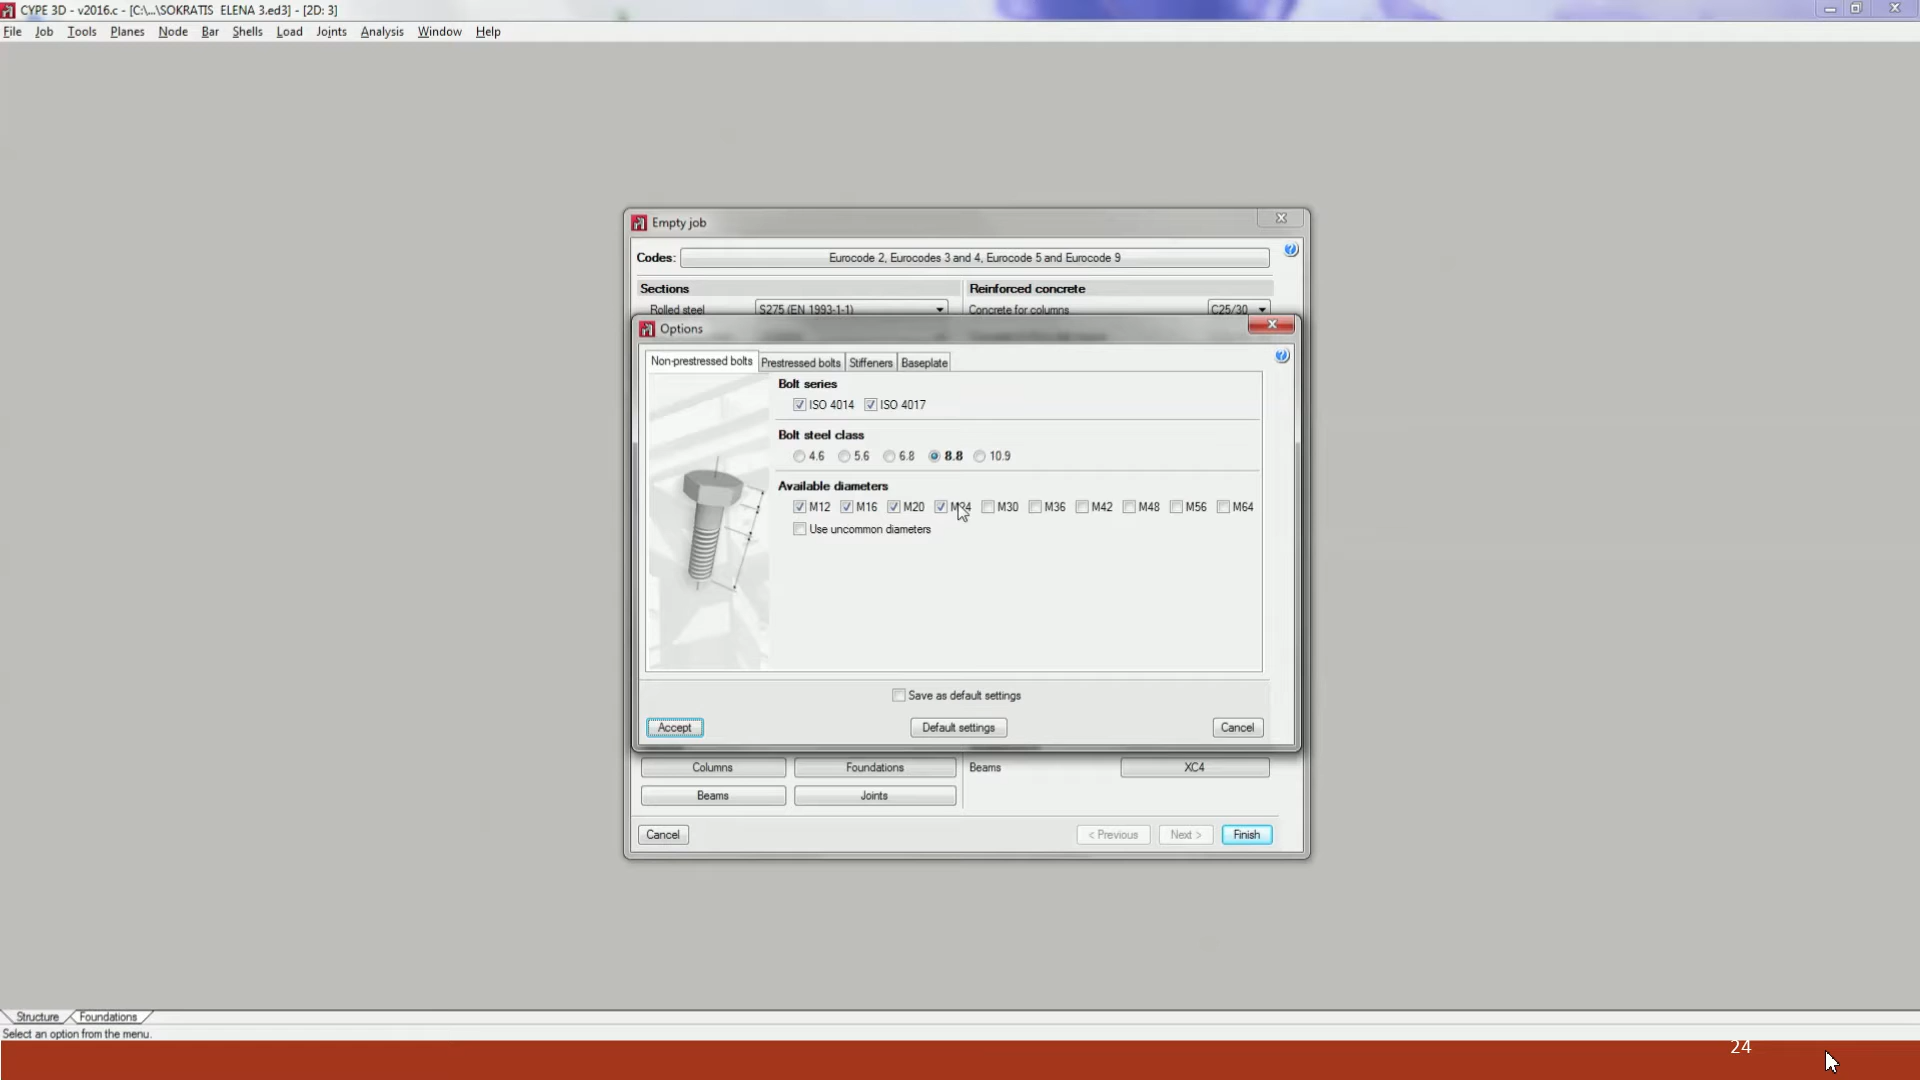 CYPE 3D - v2016.c - [C:\...\SOKRATIS ELENA 3.ed3] - [2D: 3]
File Job Tools Planes Node Bar Shells Load Joints Analysis Window Help
Empty job
Codes: Eurocode 2, Eurocodes 3 and 4, Eurocode 5 and Eurocode 9
Sections Reinforced concrete
Rolled steel S275 (EN 1993-1-1) Concrete for columns C25/30
Options
Non-prestressed bolts Prestressed bolts Stiffeners Baseplate
Bolt series
ISO 4014 ISO 4017
Bolt steel class
4.6 5.6 6.8 8.8 10.9
Available diameters
M12 M16 M20 M24 M30 M36 M42 M48 M56 M64
Use uncommon diameters
Save as default settings
Accept Default settings Cancel
Columns Foundations Beams XC4
Beams Joints
Cancel < Previous Next > Finish
Structure Foundations
Select an option from the menu.
24